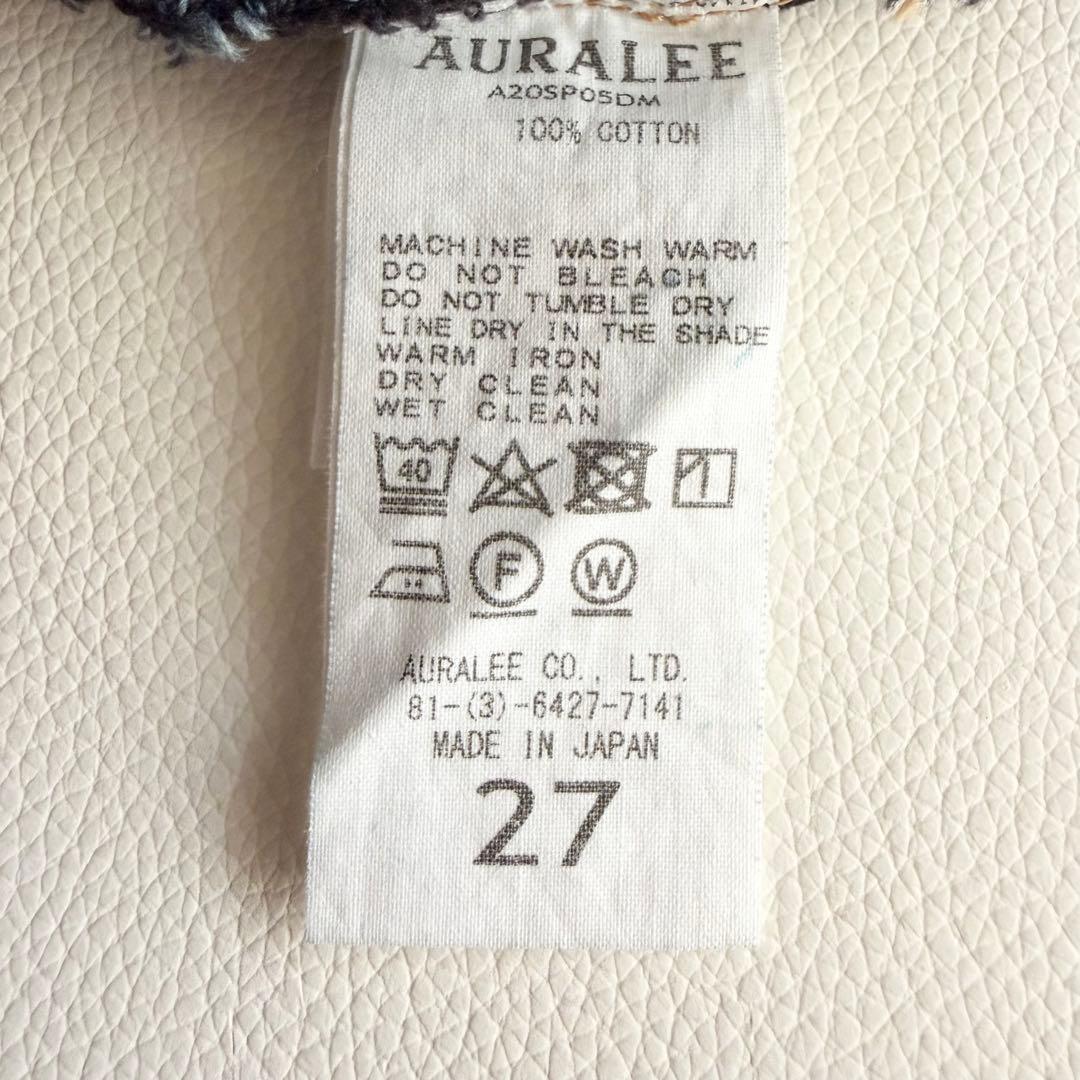 AURALEE
A20SP05DM
100% COTTON
MACHINE WASH WARM
DO NOT BLEACH
DO NOT TUMBLE DRY
LINE DRY IN THE SHADE
WARM IRON
DRY CLEAN
WET CLEAN
40
F W
AURALEE CO., LTD.
81-(3)-6427-7141
MADE IN JAPAN
27